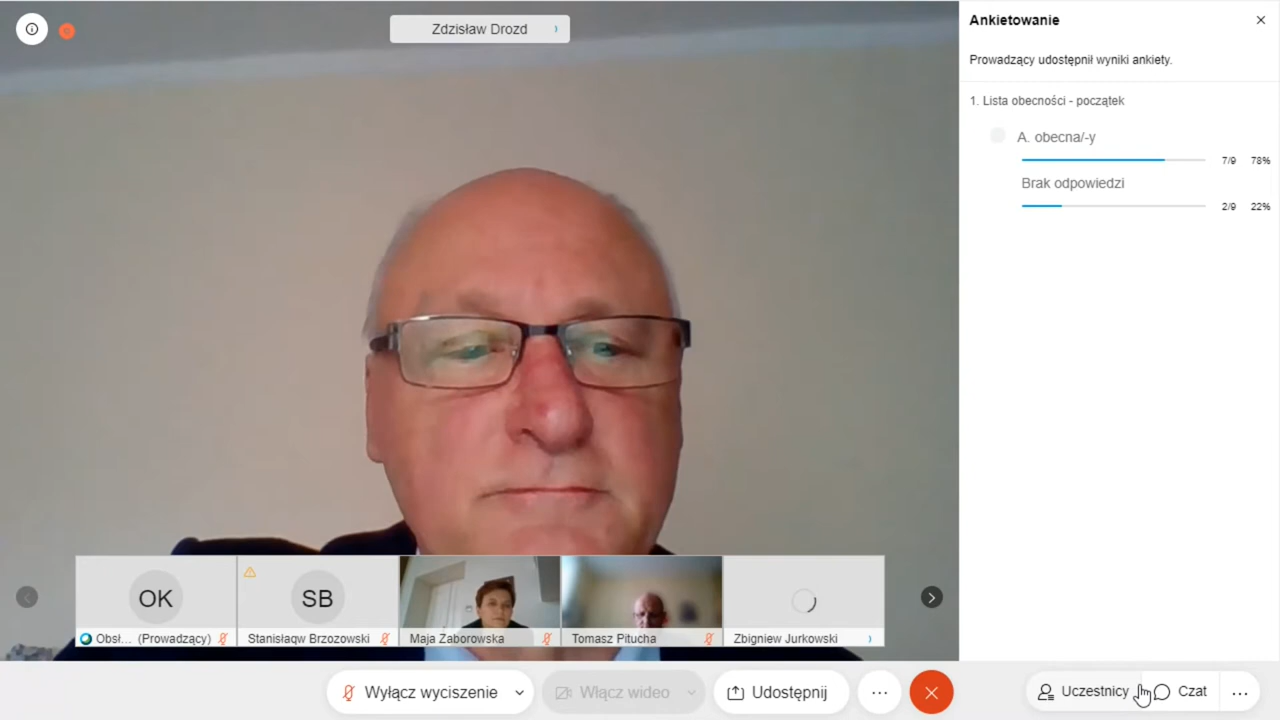 Zdzisław Drozd
Ankietowanie
Prowadzący udostępnił wyniki ankiety.
1. Lista obecności - początek
A. obecna/-y
7/9 78%
Brak odpowiedzi
2/9 22%
OK
SB
Obsł... (Prowadzący)
Stanisłaqw Brzozowski
Maja Zaborowska
Tomasz Pitucha
Zbigniew Jurkowski
Wyłącz wyciszenie
Włącz wideo
Udostępnij
Uczestnicy
Czat